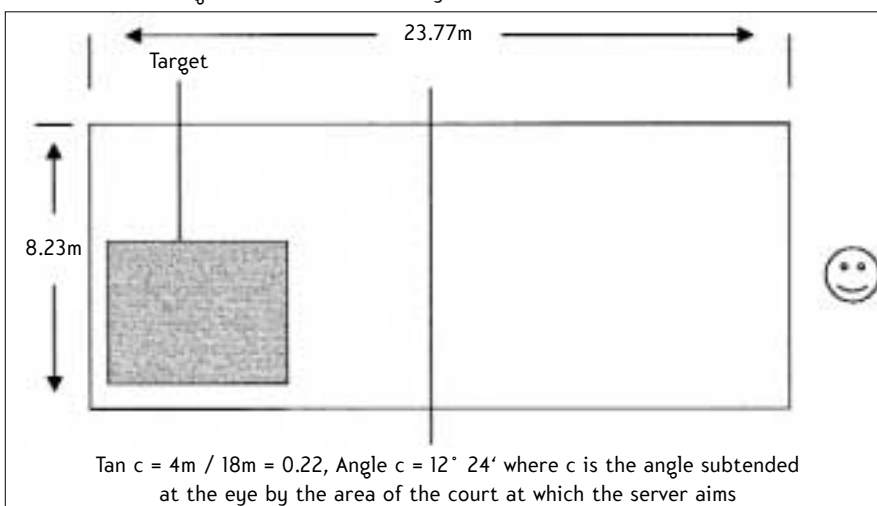 23.77m
Target
8.23m
Tan c = 4m / 18m = 0.22, Angle c = 12° 24‘ where c is the angle subtended
at the eye by the area of the court at which the server aims